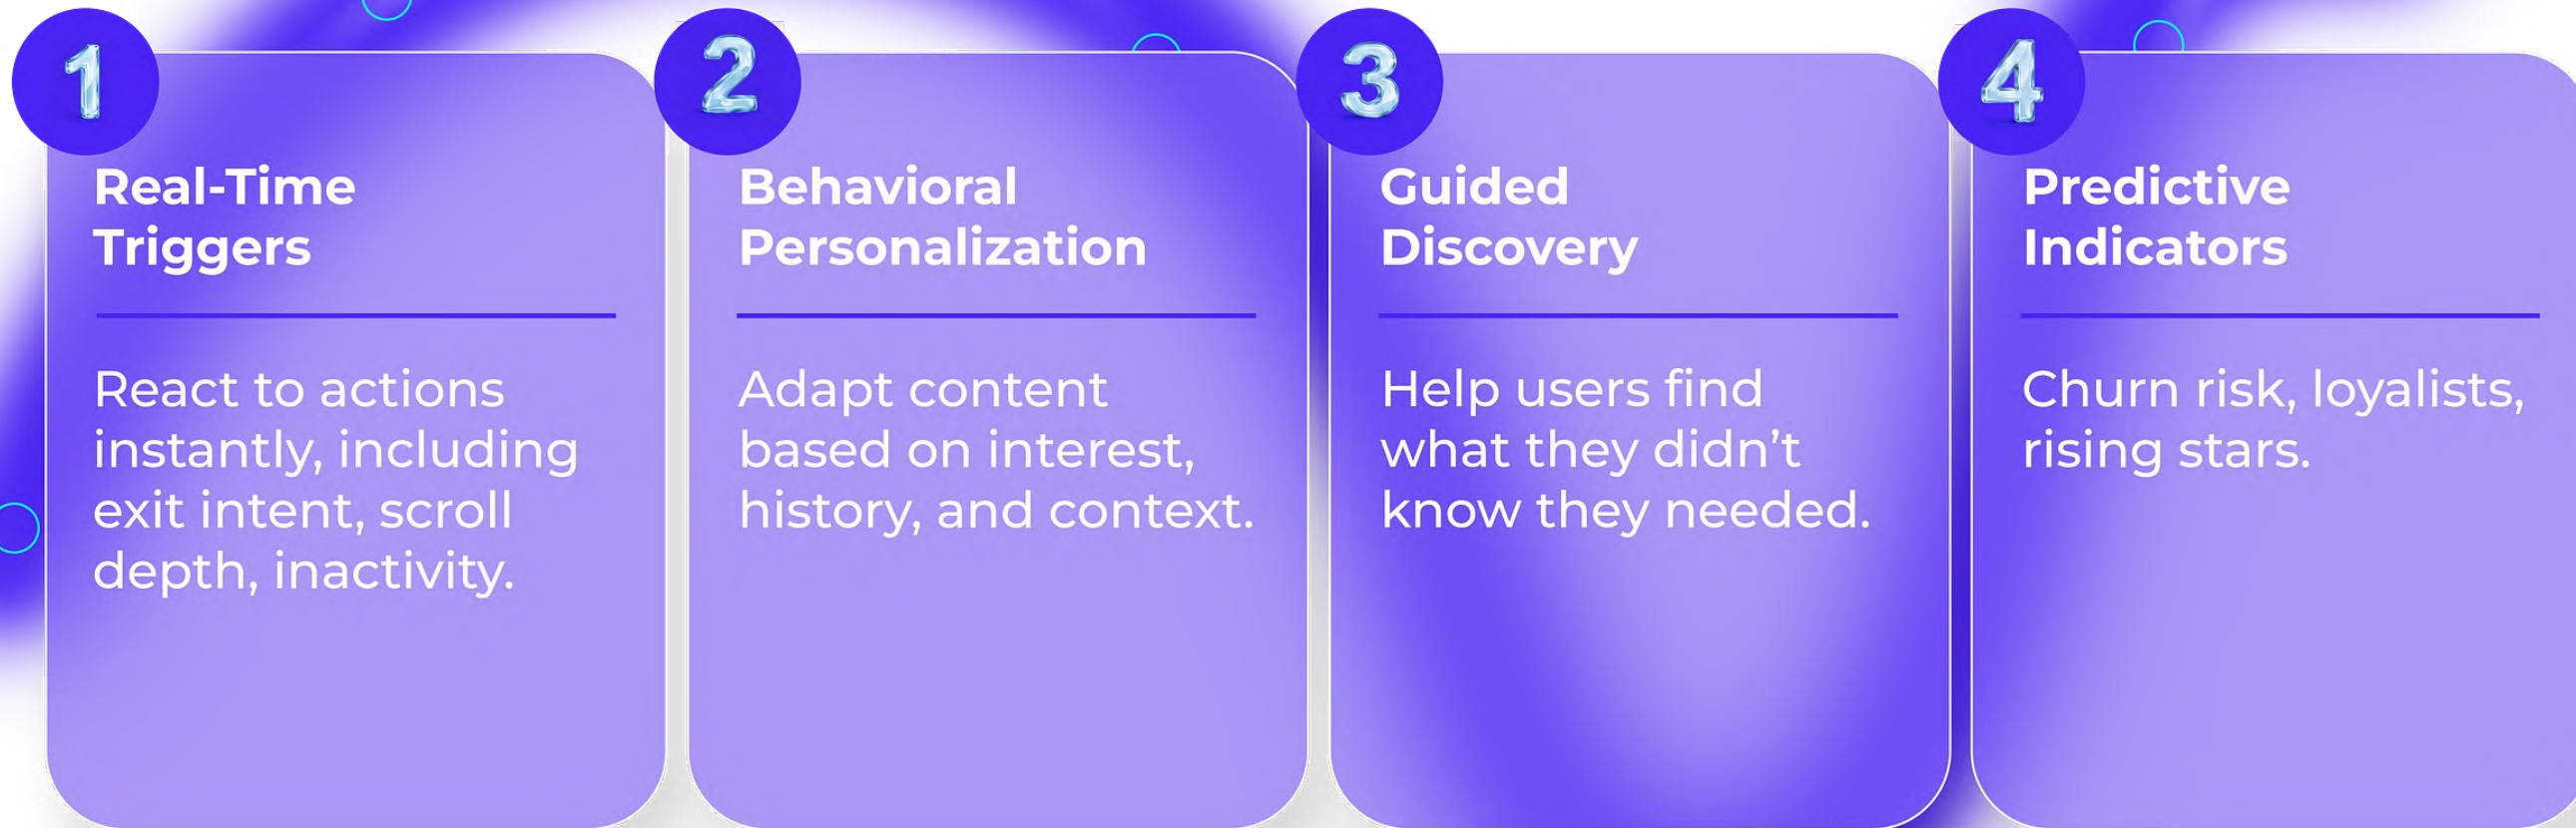 1
Real-Time
Triggers
React to actions
instantly, including
exit intent, scroll
depth, inactivity.
2
Behavioral
Personalization
Adapt content
based on interest,
history, and context.
3
Guided
Discovery
Help users find
what they didn’t
know they needed.
4
Predictive
Indicators
Churn risk, loyalists,
rising stars.